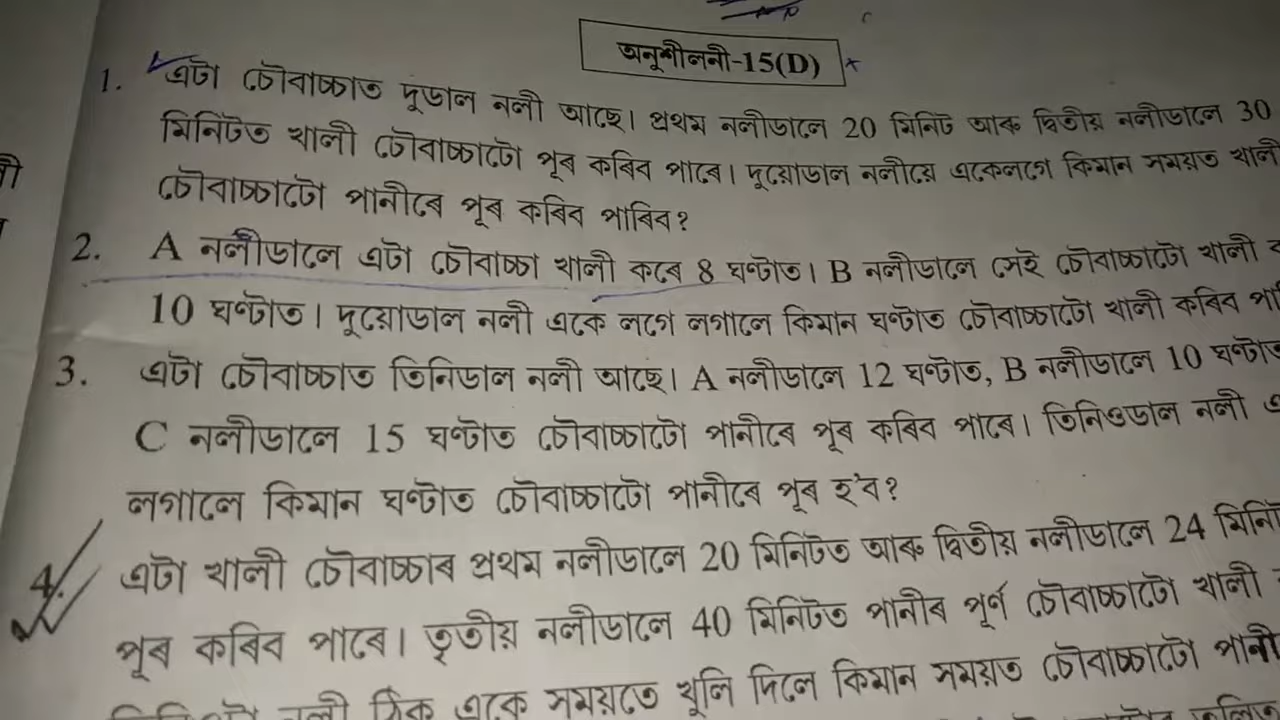 অনুশীলনী-15(D)
1. এটা চৌবাচ্চাত দুডাল নলী আছে। প্ৰথম নলীডালে 20 মিনিট আৰু দ্বিতীয় নলীডালে 30
মিনিটত খালী চৌবাচ্চাটো পূৰ কৰিব পাৰে। দুয়োডাল নলীয়ে একেলগে কিমান সময়ত খালী
চৌবাচ্চাটো পানীৰে পূৰ কৰিব পাৰিব?
2. A নলীডালে এটা চৌবাচ্চা খালী কৰে 8 ঘণ্টাত। B নলীডালে সেই চৌবাচ্চাটো খালী
10 ঘণ্টাত। দুয়োডাল নলী একে লগে লগালে কিমান ঘণ্টাত চৌবাচ্চাটো খালী কৰিব
3. এটা চৌবাচ্চাত তিনিডাল নলী আছে। A নলীডালে 12 ঘণ্টাত, B নলীডালে 10 ঘণ্টাত
C নলীডালে 15 ঘণ্টাত চৌবাচ্চাটো পানীৰে পূৰ কৰিব পাৰে। তিনিওডাল নলী
লগালে কিমান ঘণ্টাত চৌবাচ্চাটো পানীৰে পূৰ হ'ব?
4. এটা খালী চৌবাচ্চাৰ প্ৰথম নলীডালে 20 মিনিটত আৰু দ্বিতীয় নলীডালে 24
পূৰ কৰিব পাৰে। তৃতীয় নলীডালে 40 মিনিটত পানীৰ পূৰ্ণ চৌবাচ্চাটো খালী
নলী ঠিক একে সময়তে খুলি দিলে কিমান সময়ত চৌবাচ্চাটো পানী